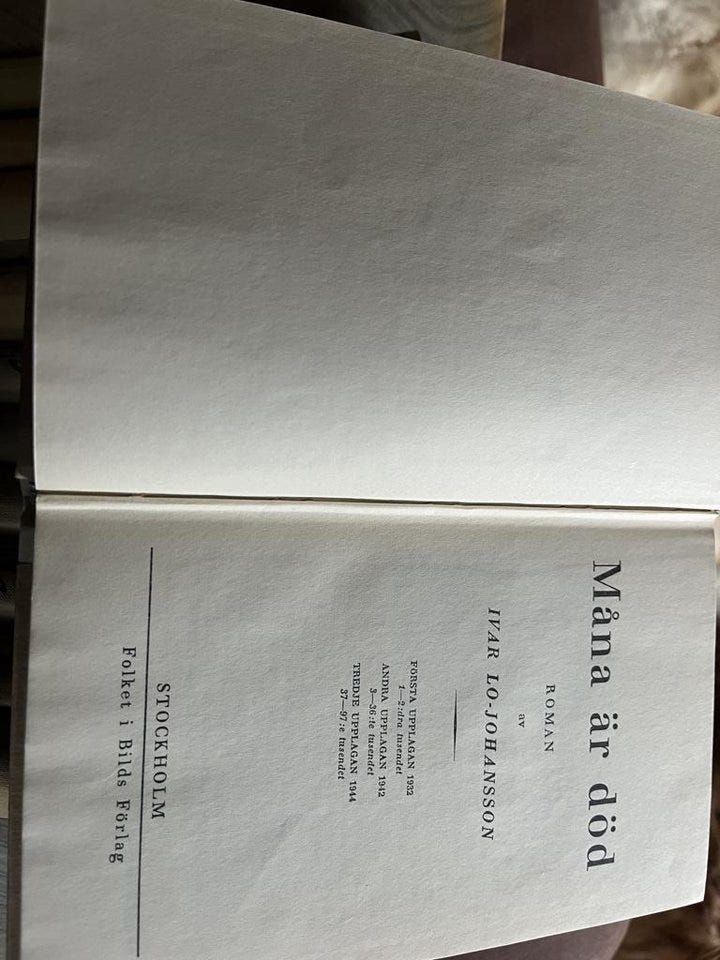 Måna är död
ROMAN
av
IVAR LO-JOHANSSON
FÖRSTA UPPLAGAN 1932
1—2:dra tusendet
ANDRA UPPLAGAN 1942
3—36:te tusendet
TREDJE UPPLAGAN 1944
37—97:e tusendet
STOCKHOLM
Folket i Bilds Förlag